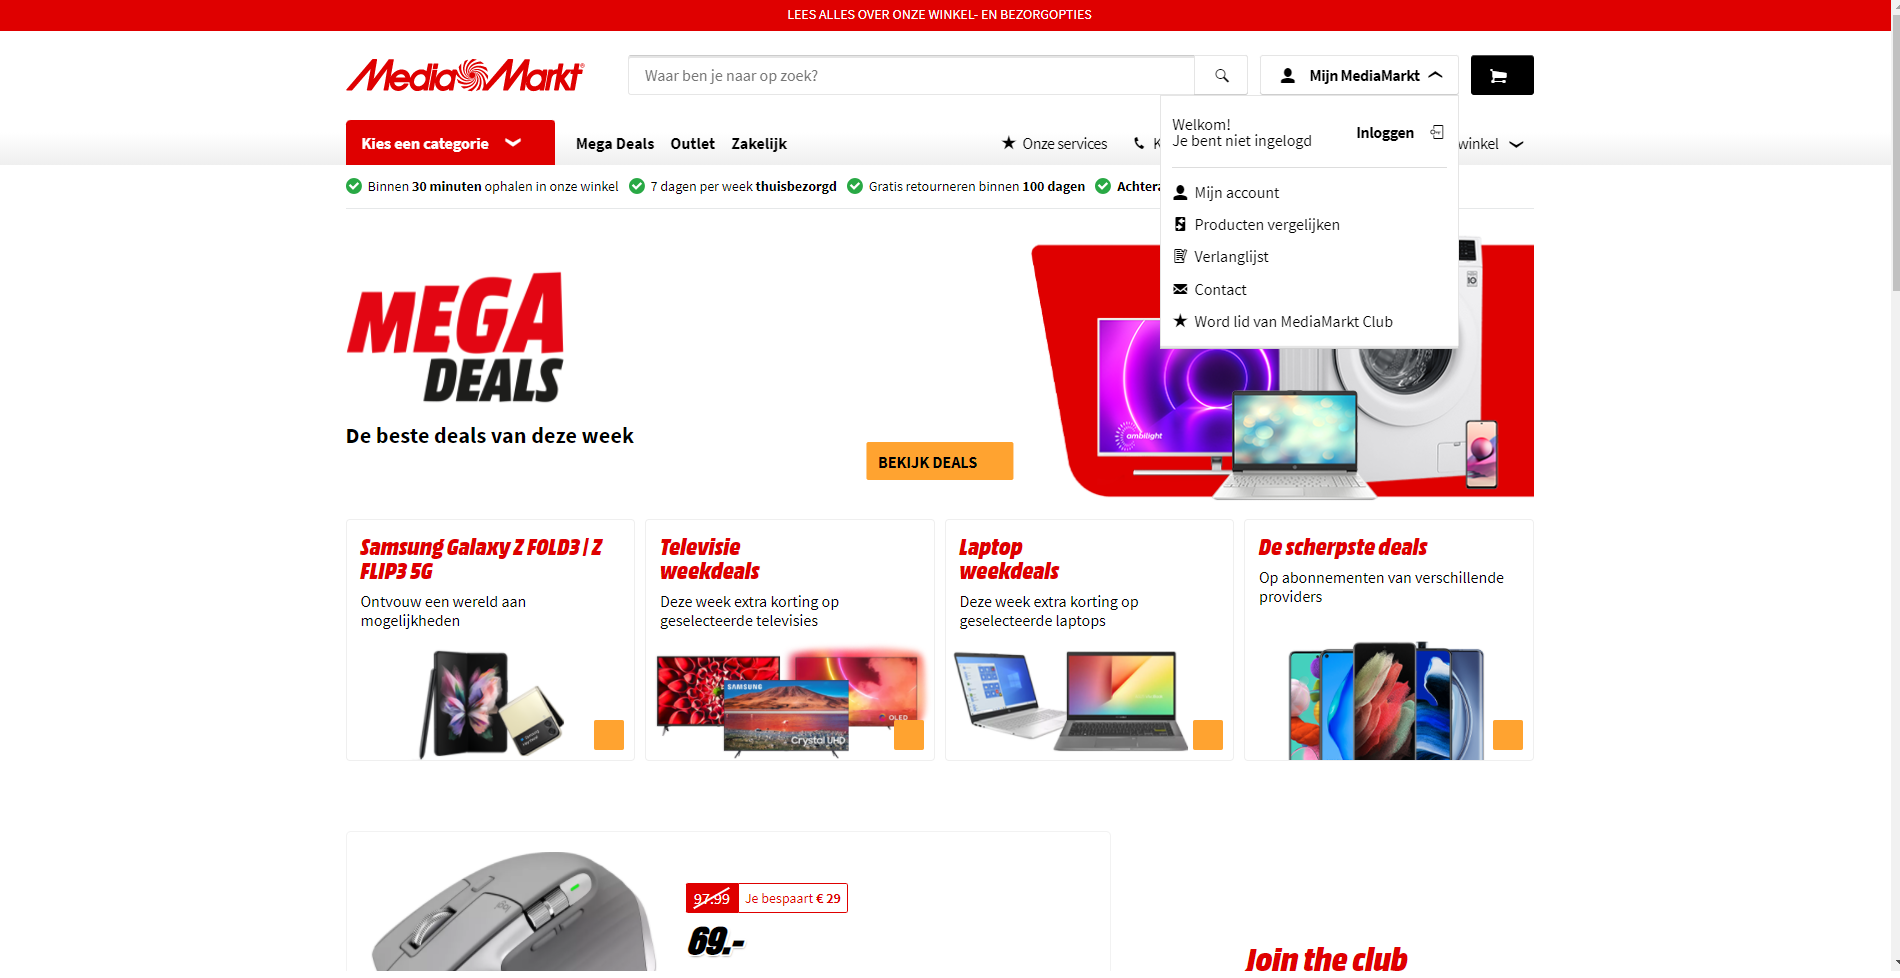 LEES ALLES OVER ONZE WINKEL- EN BEZORGOPTIES
MediaMarkt
Waar ben je naar op zoek?
Mijn MediaMarkt
Kies een categorie
Mega Deals
Outlet
Zakelijk
Onze services
K
winkel
Welkom!
Je bent niet ingelogd
Inloggen
Mijn account
Producten vergelijken
Verlanglijst
Contact
Word lid van MediaMarkt Club
Binnen 30 minuten ophalen in onze winkel
7 dagen per week thuisbezorgd
Gratis retourneren binnen 100 dagen
Achter
MEGA
DEALS
De beste deals van deze week
BEKIJK DEALS
ambilight
10
Samsung Galaxy Z FOLD3 | Z
FLIP3 5G
Ontvouw een wereld aan
mogelijkheden
Televisie
weekdeals
Deze week extra korting op
geselecteerde televisies
SAMSUNG
OLED
Crystal UHD
Laptop
weekdeals
Deze week extra korting op
geselecteerde laptops
De scherpste deals
Op abonnementen van verschillende
providers
97.99
Je bespaart € 29
69.-
Join the club